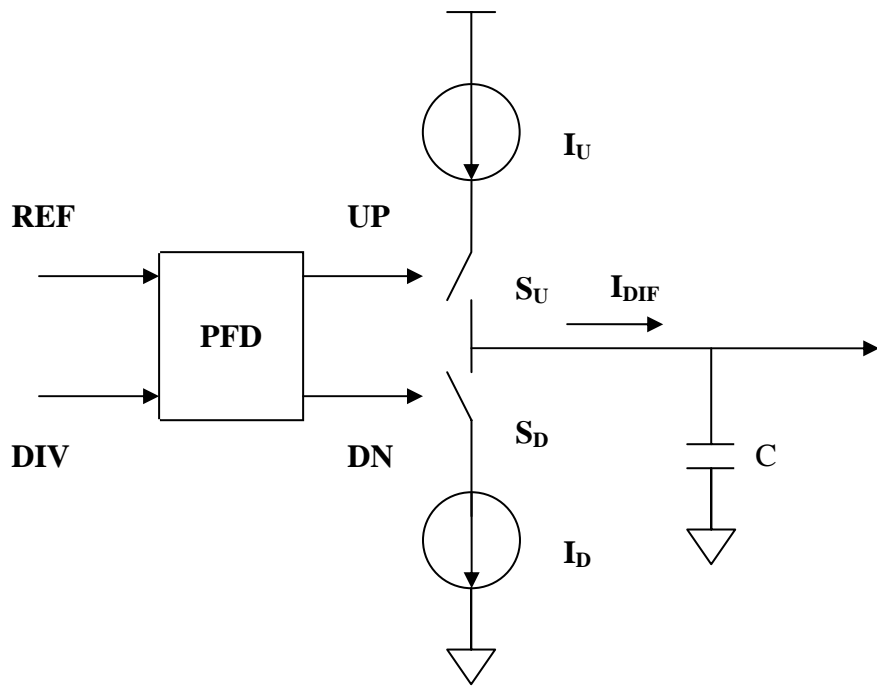 I_U
REF
UP
S_U
I_DIF
PFD
DIV
DN
S_D
C
I_D